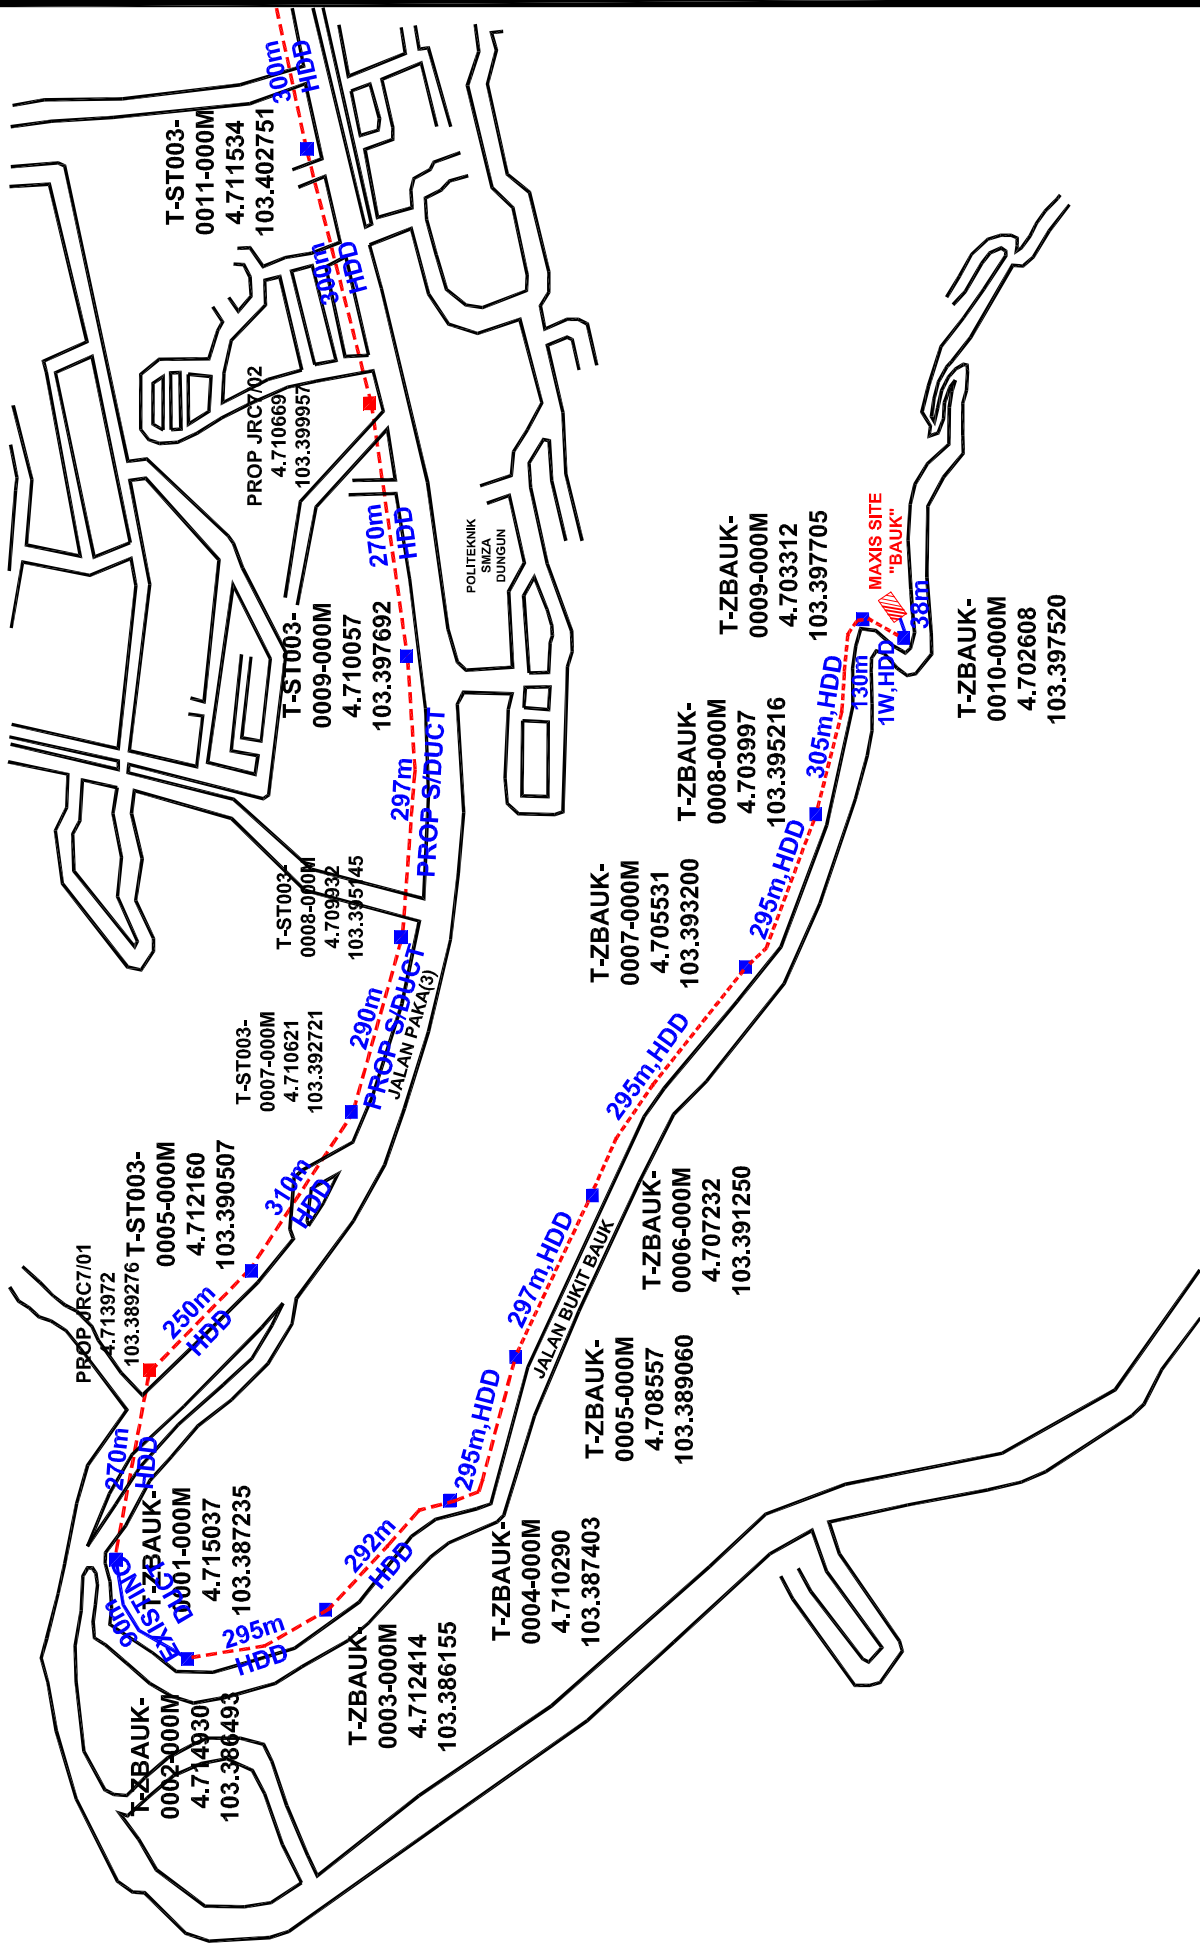 300m
HDD
T-ST003-
0011-000M
4.711534
103.402751
300m
HDD
PROP JRC7/02
4.710669
103.399957
270m
HDD
POLITEKNIK
SMZA
DUNGUN
T-ST003-
0009-000M
4.710057
103.397692
297m
PROP S/DUCT
T-ST003-
0008-000M
4.709932
103.395145
290m
PROP S/DUCT
JALAN PAKA(3)
T-ST003-
0007-000M
4.710621
103.392721
310m
HDD
T-ST003-
0005-000M
4.712160
103.390507
250m
HDD
PROP JRC7/01
4.713972
103.389276
270m
HDD
T-ZBAUK-
0001-000M
4.715037
103.387235
90m
EXISTING
DUCT
T-ZBAUK-
0002-000M
4.714930
103.386493
295m
HDD
T-ZBAUK-
0003-000M
4.712414
103.386155
292m
HDD
T-ZBAUK-
0004-000M
4.710290
103.387403
295m,HDD
T-ZBAUK-
0005-000M
4.708557
103.389060
297m,HDD
JALAN BUKIT BAUK
T-ZBAUK-
0006-000M
4.707232
103.391250
295m,HDD
T-ZBAUK-
0007-000M
4.705531
103.393200
295m,HDD
T-ZBAUK-
0008-000M
4.703997
103.395216
305m,HDD
T-ZBAUK-
0009-000M
4.703312
103.397705
130m
1W,HDD
MAXIS SITE
"BAUK"
38m
T-ZBAUK-
0010-000M
4.702608
103.397520